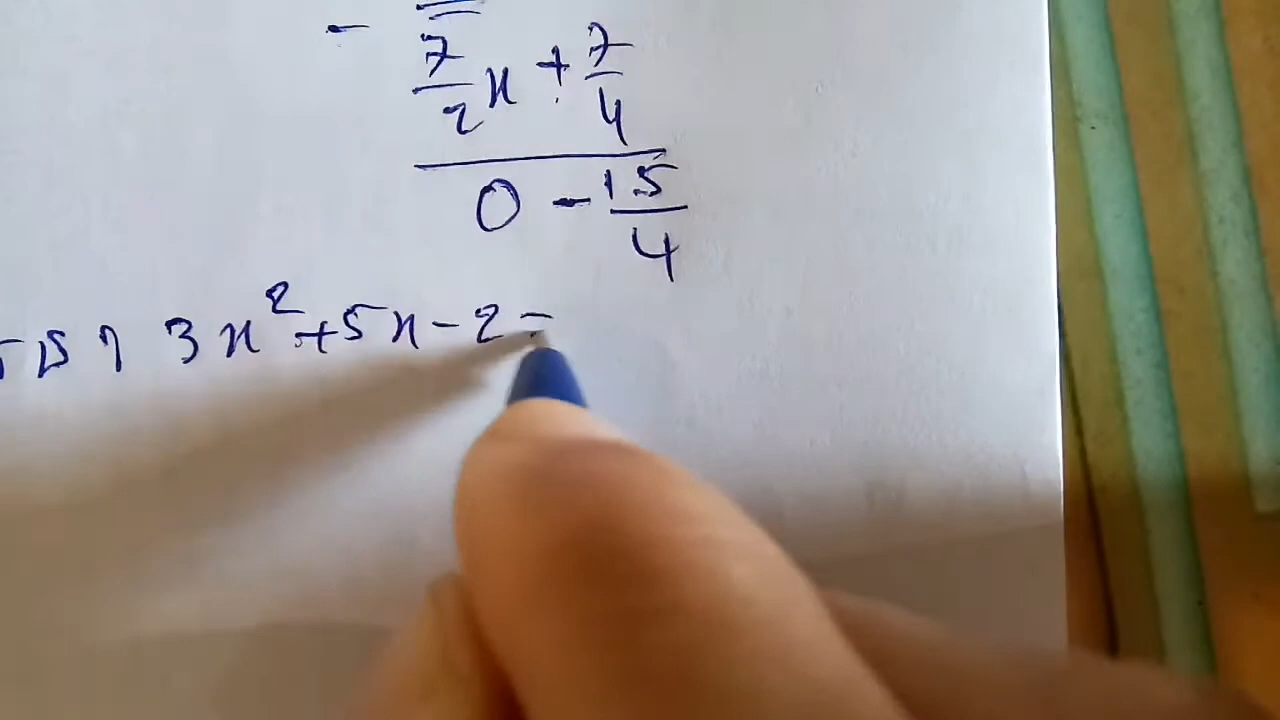 - 7/2 x + 7/4
0 - 15/4
3x² + 5x - 2 =